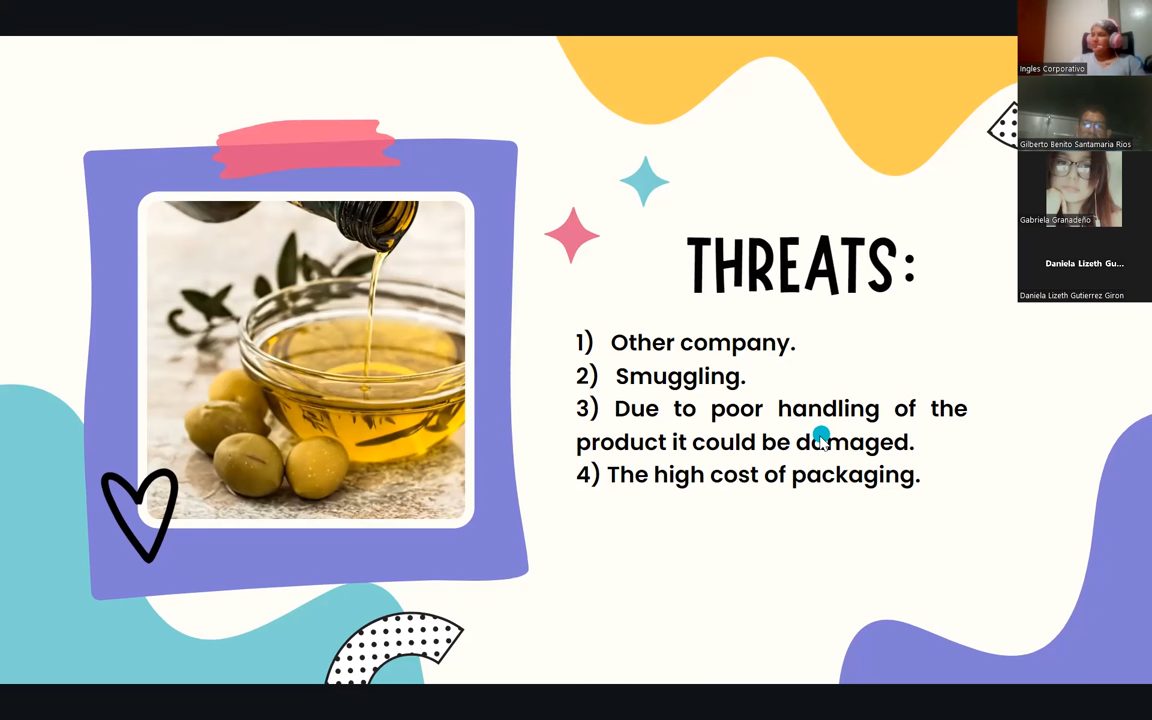 Ingles Corporativo
Gilberto Benito Santamaria Rios
Gabriela Granadeño
Daniela Lizeth Gu...
Daniela Lizeth Gutierrez Giron
THREATS:
1) Other company.
2) Smuggling.
3) Due to poor handling of the
product it could be damaged.
4) The high cost of packaging.